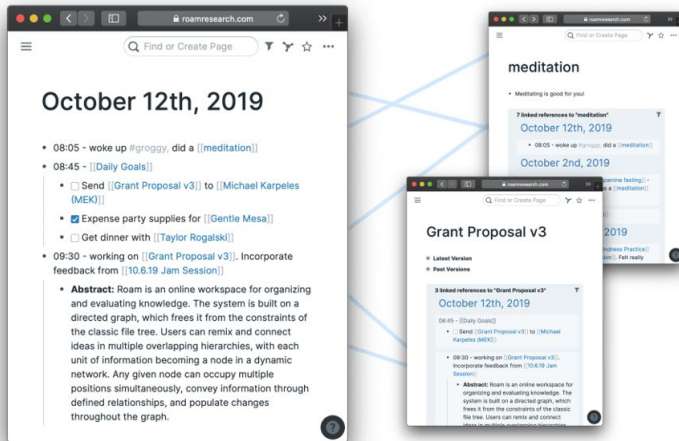 roamresearch.com
Find or Create Page
October 12th, 2019
08:05 - woke up #groggy, did a [[meditation]]
08:45 - [[Daily Goals]]
Send [[Grant Proposal v3]] to [[Michael Karpeles
(MEK)]]
Expense party supplies for [[Gentle Mesa]]
Get dinner with [[Taylor Rogalski]]
09:30 - working on [[Grant Proposal v3]]. Incorporate
feedback from [[10.6.19 Jam Session]]
Abstract: Roam is an online workspace for organizing
and evaluating knowledge. The system is built on a
directed graph, which frees it from the constraints of
the classic file tree. Users can remix and connect
ideas in multiple overlapping hierarchies, with each
unit of information becoming a node in a dynamic
network. Any given node can occupy multiple
positions simultaneously, convey information through
defined relationships, and populate changes
throughout the graph.
?
roamresearch.com
Find or Create Page
meditation
Meditating is good for you!
7 linked references to "meditation"
October 12th, 2019
08:05 - woke up #groggy, did a [[meditation]]
October 2nd, 2019
fasting]] -
a [[meditation]]
2019
Practice]]
Felt really
roamresearch.com
Find or Create Page
Grant Proposal v3
Latest Version
Past Versions
3 linked references to "Grant Proposal v3"
October 12th, 2019
08:45 - [[Daily Goals]]
Send [[Grant Proposal v3]] to [[Michael
Karpeles (MEK)]]
09:30 - working on [[Grant Proposal v3]].
Incorporate feedback from [[10.6.19 Jam
Session]]
Abstract: Roam is an online workspace for
organizing and evaluating knowledge. The
system is built on a directed graph, which
frees it from the constraints of the classic
file tree. Users can remix and connect
ideas in multiple overlapping hierarchies,
?